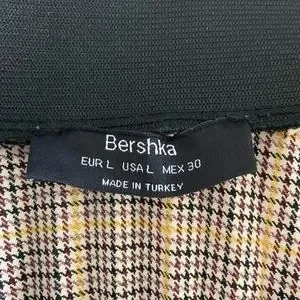 Bershka
EUR L USA L MEX 30
MADE IN TURKEY